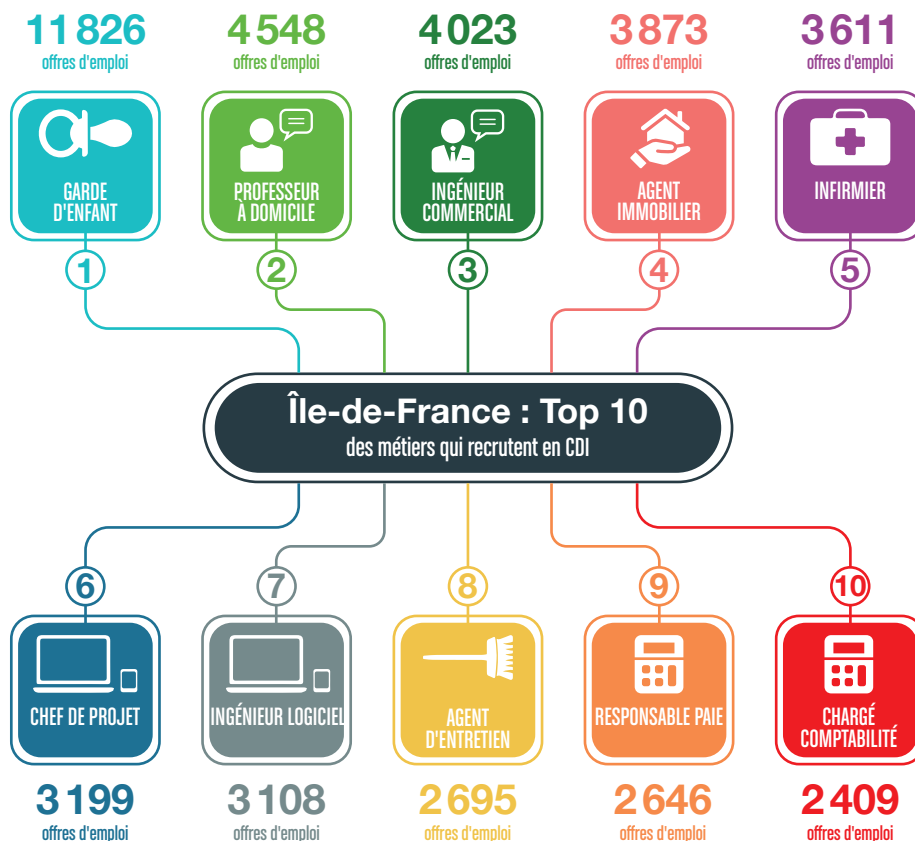 11 826
offres d'emploi
4 548
offres d'emploi
4 023
offres d'emploi
3 873
offres d'emploi
3 611
offres d'emploi
GARDE
D'ENFANT
PROFESSEUR
À DOMICILE
INGÉNIEUR
COMMERCIAL
AGENT
IMMOBILIER
INFIRMIER
1
2
3
4
5
Île-de-France : Top 10
des métiers qui recrutent en CDI
6
7
8
9
10
CHEF DE PROJET
INGÉNIEUR LOGICIEL
AGENT
D'ENTRETIEN
RESPONSABLE PAIE
CHARGÉ
COMPTABILITÉ
3 199
offres d'emploi
3 108
offres d'emploi
2 695
offres d'emploi
2 646
offres d'emploi
2 409
offres d'emploi